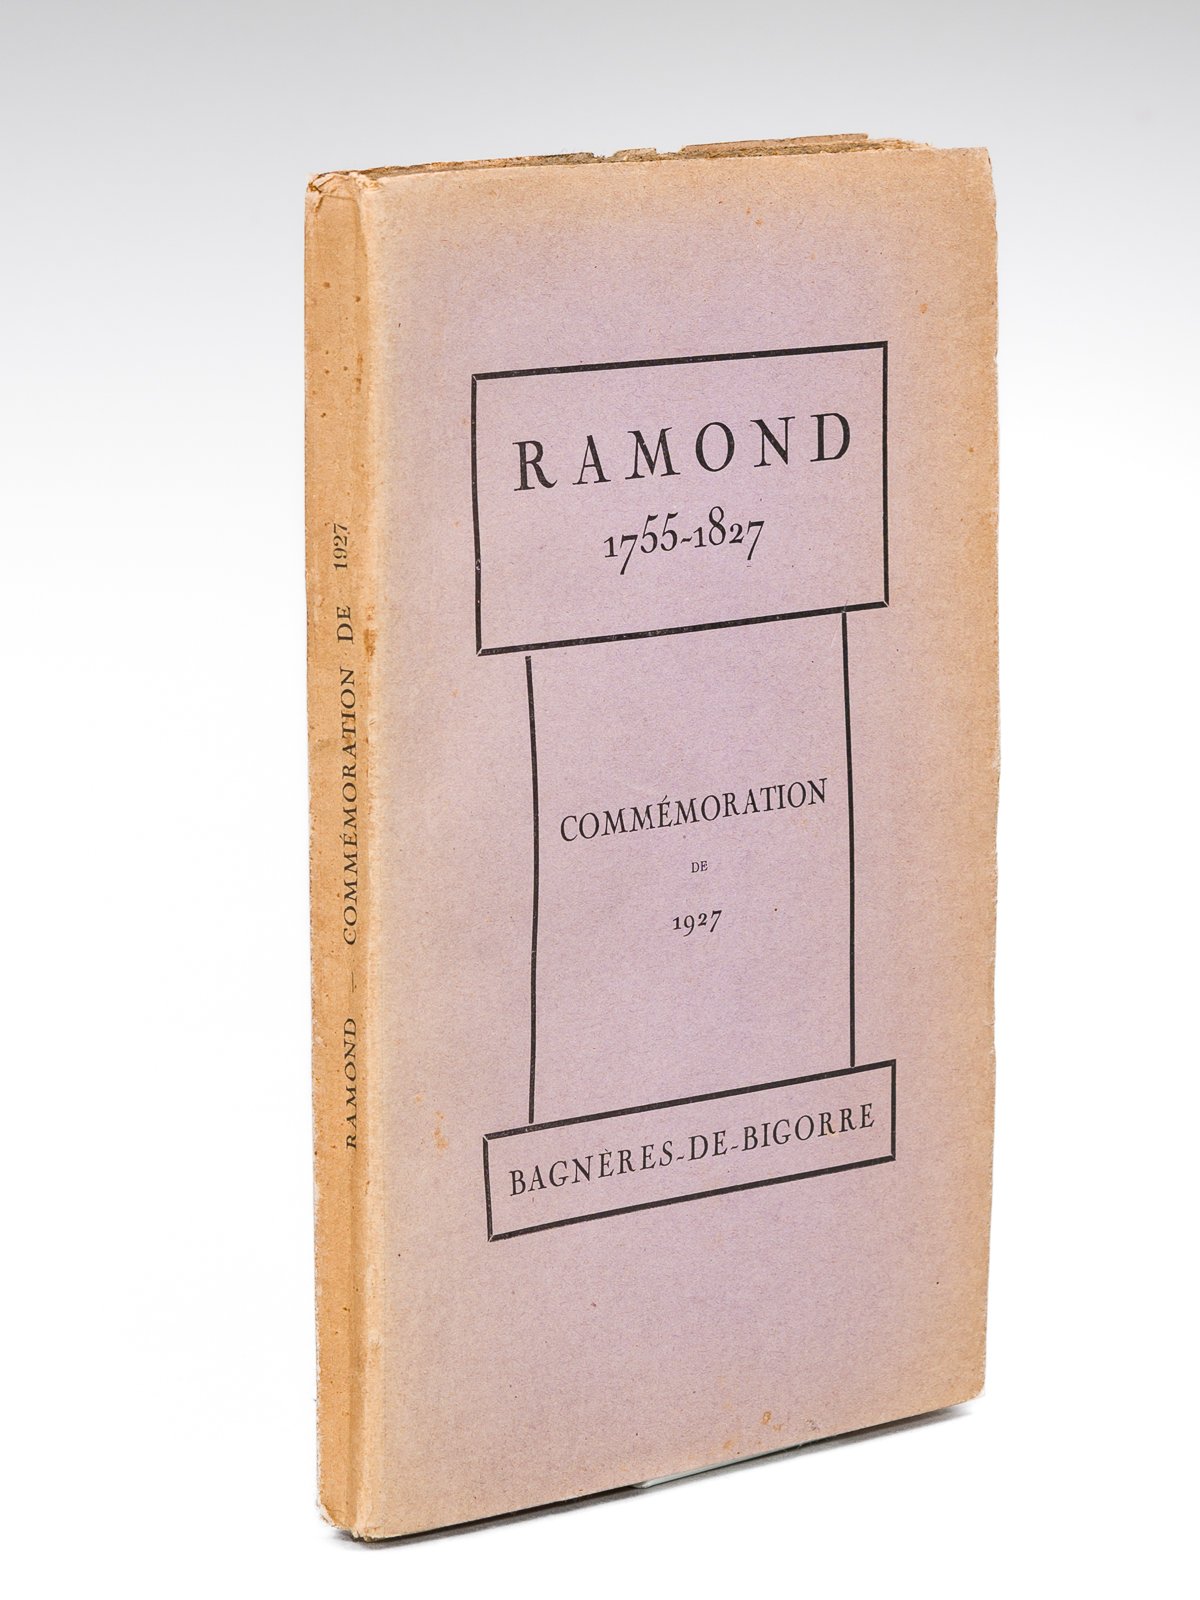 RAMOND — COMMÉMORATION DE 1927
RAMOND
1755-1827
COMMÉMORATION
DE
1927
BAGNÈRES-DE-BIGORRE